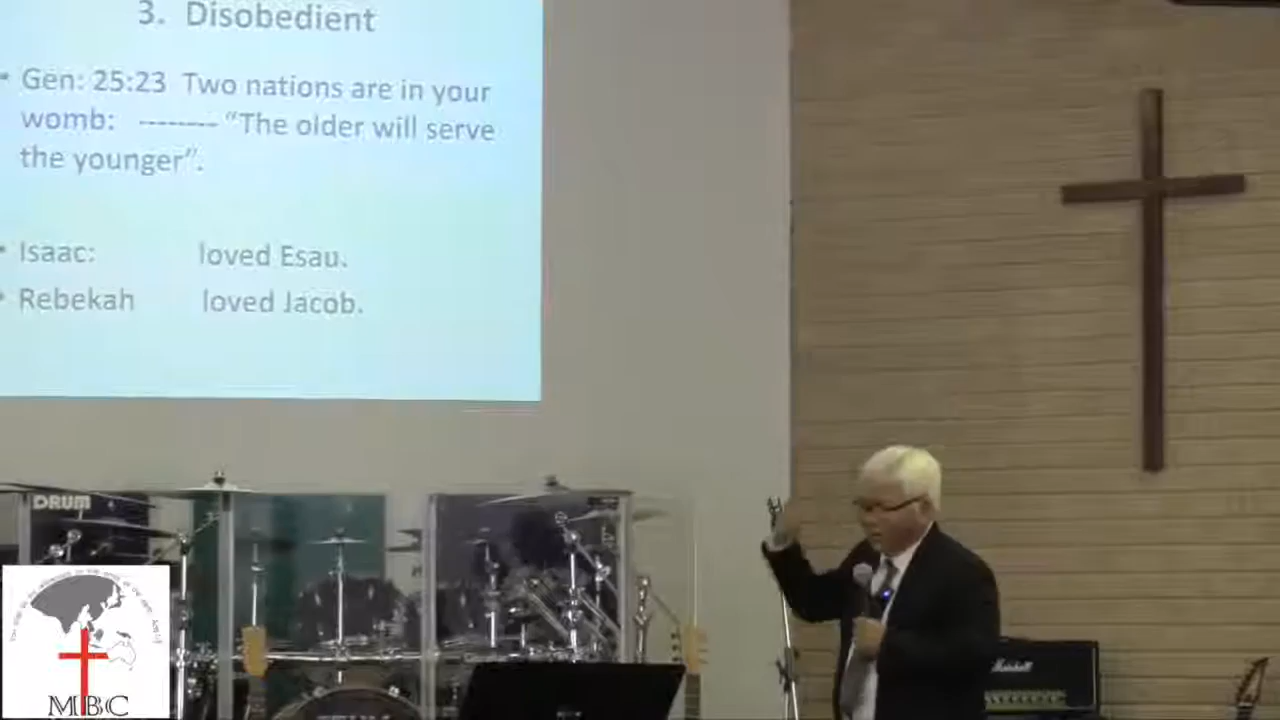 3. Disobedient
• Gen: 25:23 Two nations are in your
womb: -------- “The older will serve
the younger”.
• Isaac: loved Esau.
• Rebekah loved Jacob.
DRUM
Marshall
MBC